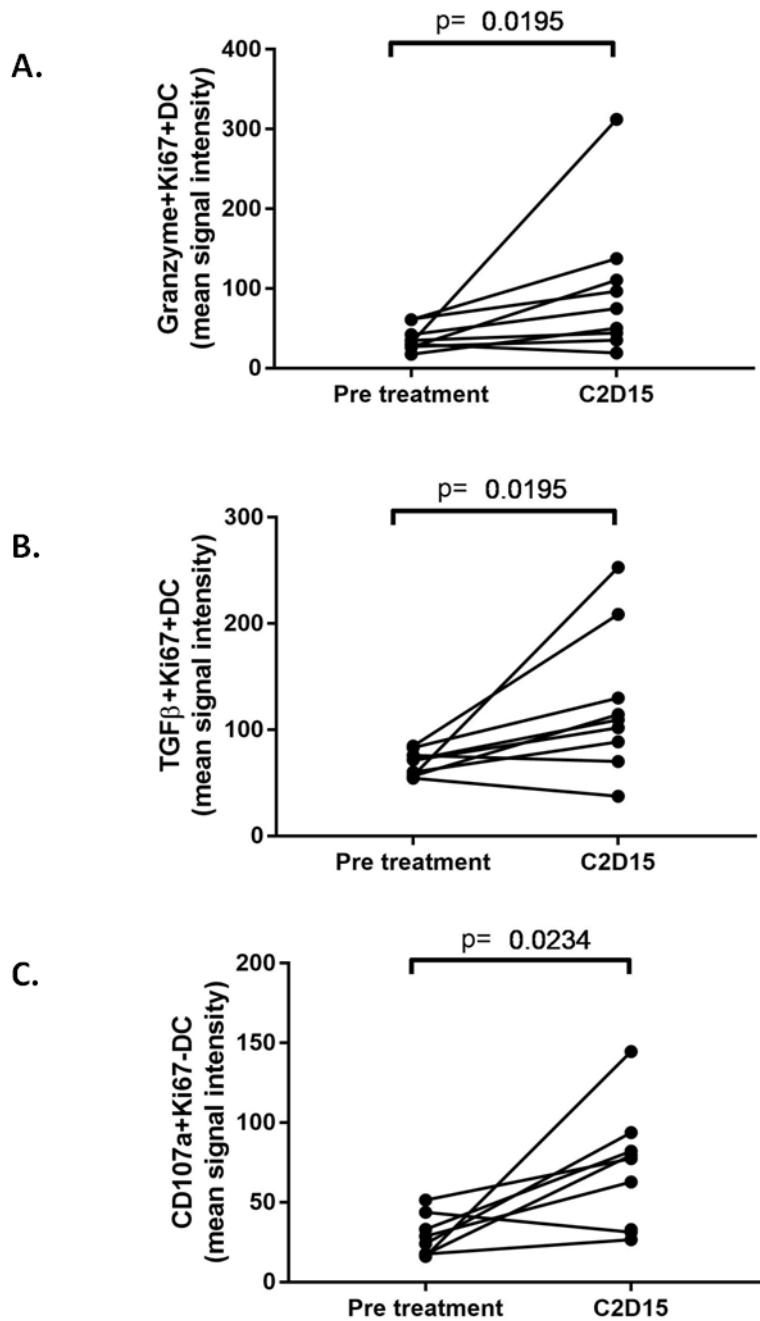 A.
p= 0.0195
Granzyme+Ki67+DC
(mean signal intensity)
400
300
200
100
0
Pre treatment C2D15
B.
p= 0.0195
TGFβ+Ki67+DC
(mean signal intensity)
300
200
100
0
Pre treatment C2D15
C.
p= 0.0234
CD107a+Ki67-DC
(mean signal intensity)
200
150
100
50
0
Pre treatment C2D15